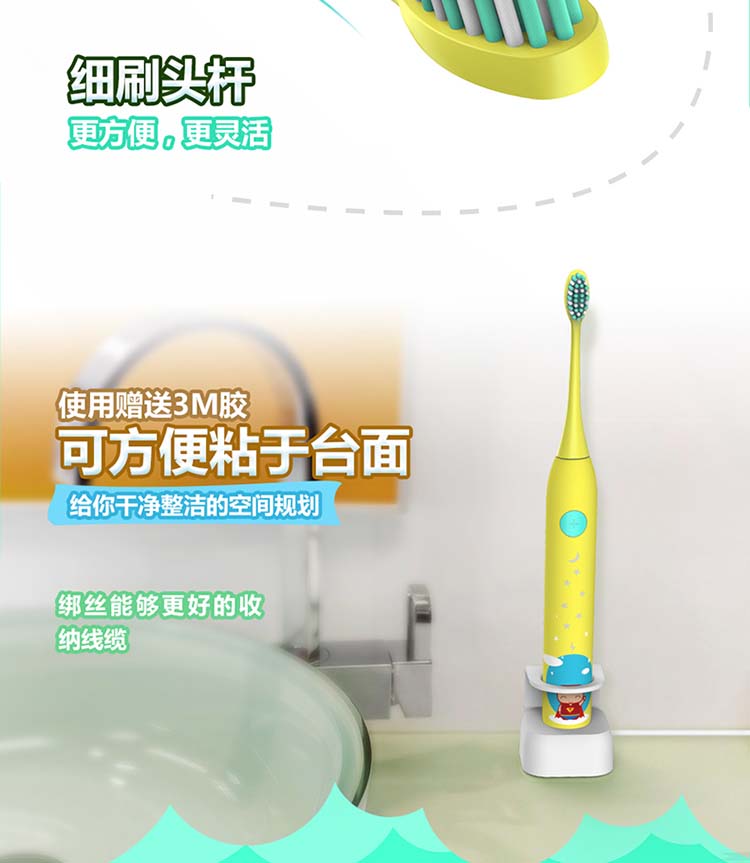 细刷头杆
更方便，更灵活
使用赠送3M胶
可方便粘于台面
给你干净整洁的空间规划
绑丝能够更好的收
纳线缆